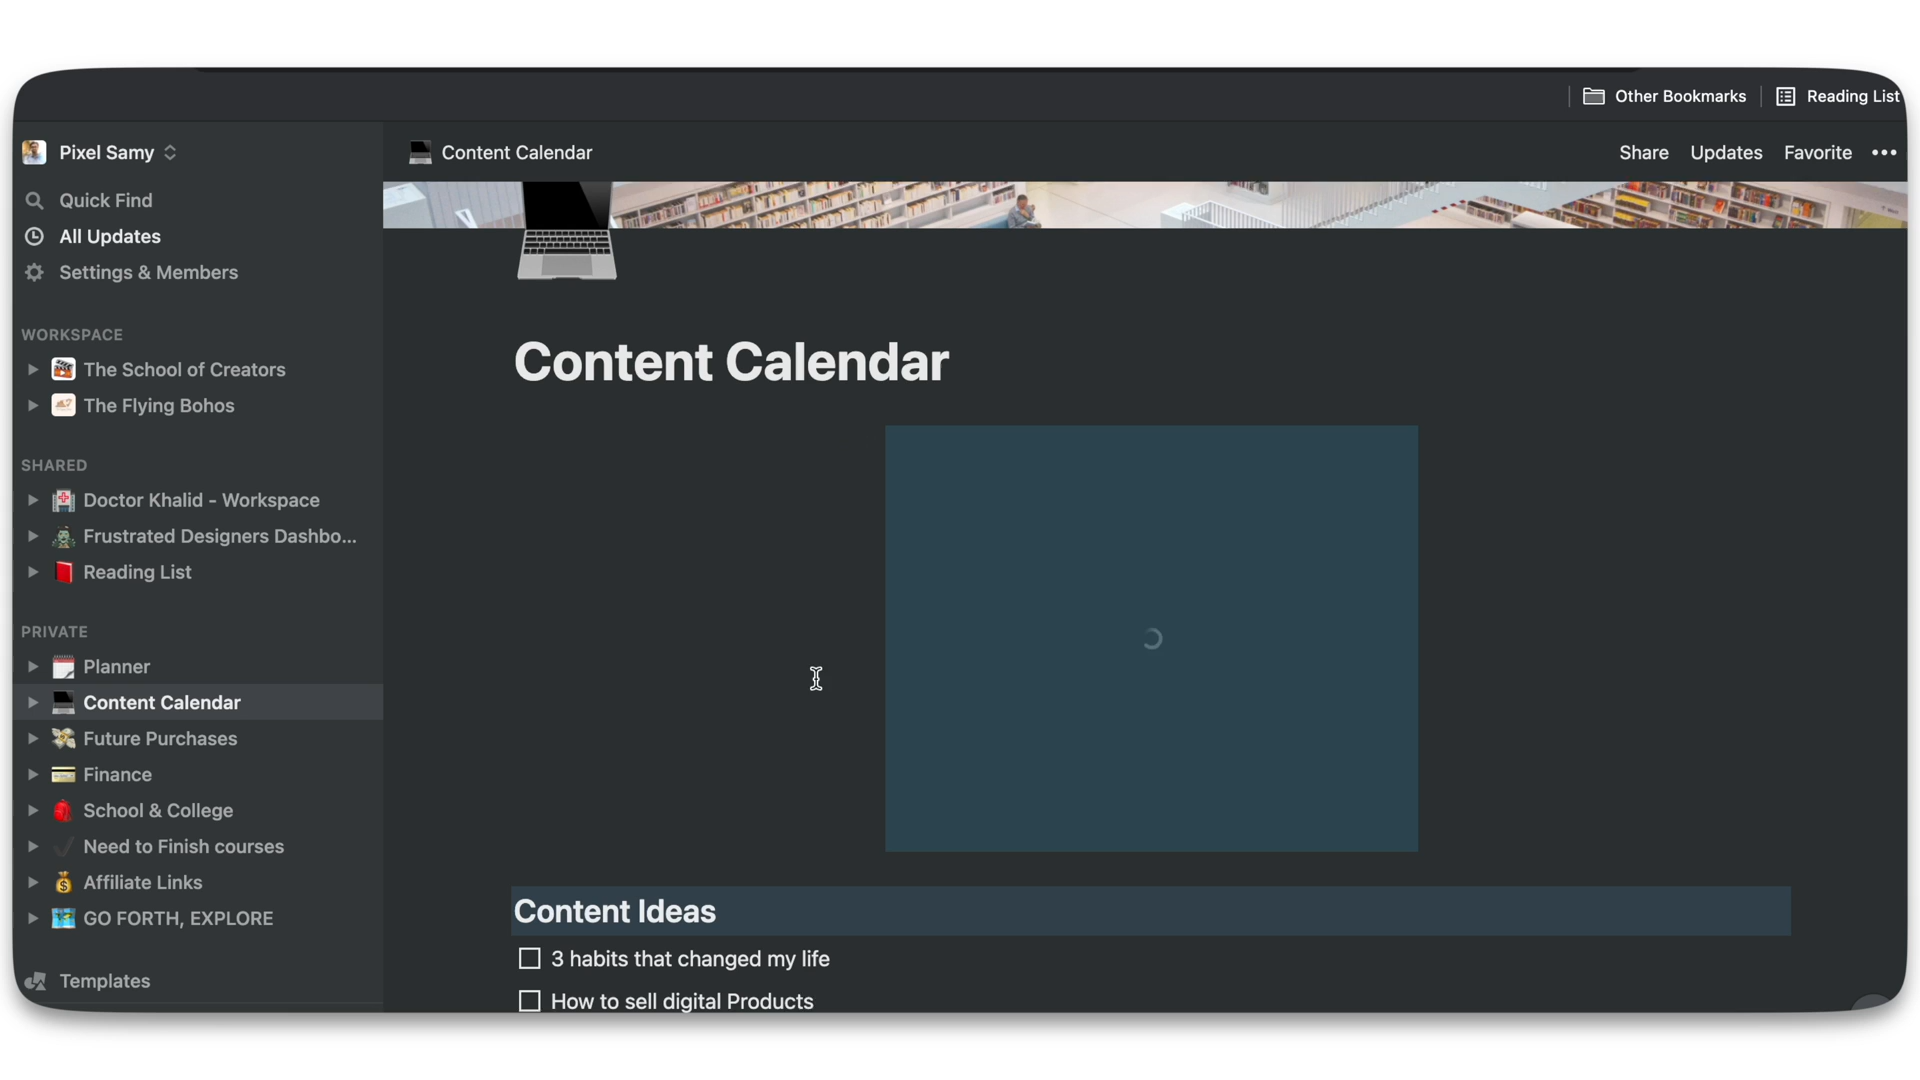 Other Bookmarks
Reading List
Pixel Samy
Content Calendar
Share
Updates
Favorite
Quick Find
All Updates
Settings & Members
WORKSPACE
The School of Creators
The Flying Bohos
SHARED
Doctor Khalid - Workspace
Frustrated Designers Dashbo...
Reading List
PRIVATE
Planner
Content Calendar
Future Purchases
Finance
School & College
Need to Finish courses
Affiliate Links
GO FORTH, EXPLORE
Templates
Content Calendar
Content Ideas
3 habits that changed my life
How to sell digital Products